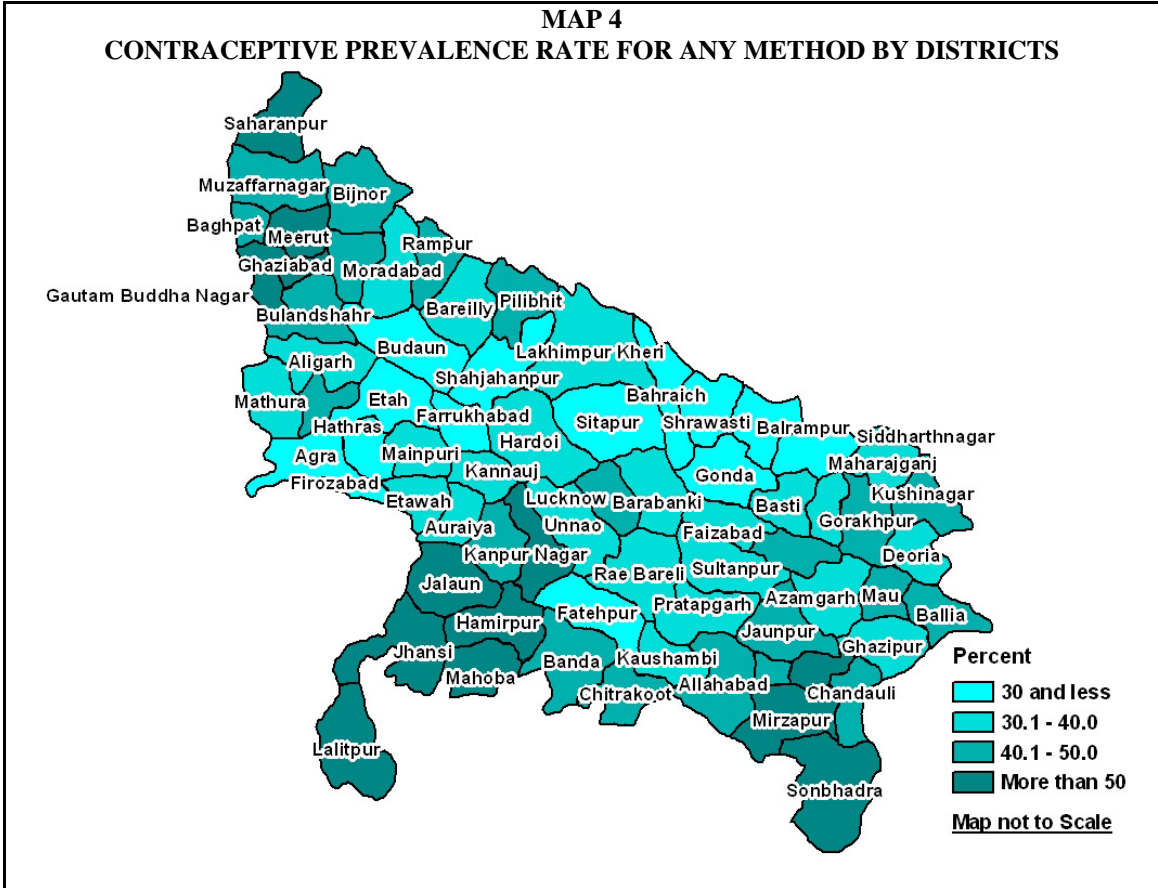 MAP 4
CONTRACEPTIVE PREVALENCE RATE FOR ANY METHOD BY DISTRICTS
Saharanpur
Muzaffarnagar
Bijnor
Baghpat
Meerut
Rampur
Ghaziabad
Moradabad
Gautam Buddha Nagar
Bareilly
Pilibhit
Bulandshahr
Budaun
Lakhimpur Kheri
Aligarh
Shahjahanpur
Mathura
Etah
Bahraich
Farrukhabad
Sitapur
Shrawasti
Balrampur
Hathras
Hardoi
Siddharthnagar
Agra
Mainpuri
Maharajganj
Kannauj
Gonda
Firozabad
Kushinagar
Etawah
Lucknow
Barabanki
Basti
Gorakhpur
Auraiya
Unnao
Faizabad
Kanpur Nagar
Deoria
Rae Bareli
Sultanpur
Jalaun
Azamgarh
Mau
Pratapgarh
Fatehpur
Ballia
Hamirpur
Jaunpur
Ghazipur
Jhansi
Banda
Kaushambi
Mahoba
Allahabad
Chandauli
Chitrakoot
Mirzapur
Lalitpur
Sonbhadra
Percent
30 and less
30.1 - 40.0
40.1 - 50.0
More than 50
Map not to Scale